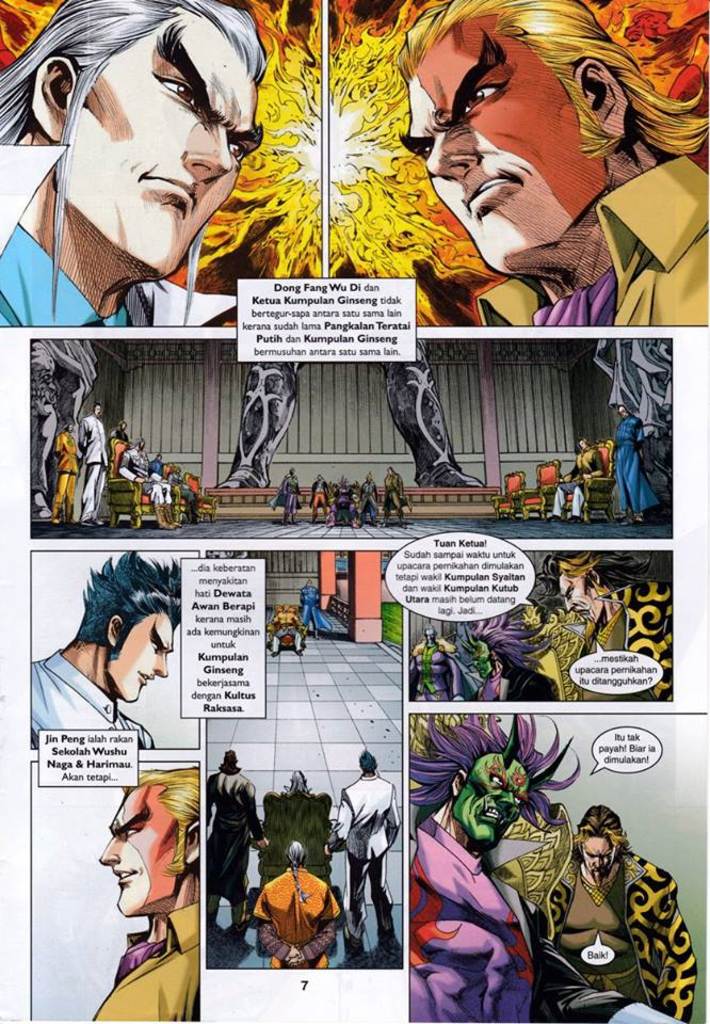 Dong Fang Wu Di dan
Ketua Kumpulan Ginseng tidak
bertegur-sapa antara satu sama lain
kerana sudah lama Pangkalan Teratai
Putih dan Kumpulan Ginseng
bermusuhan antara satu sama lain.
Tuan Ketua!
Sudah sampai waktu untuk
upacara pernikahan dimulakan
tetapi wakil Kumpulan Syaitan
dan wakil Kumpulan Kutub
Utara masih belum datang
lagi. Jadi...
...mestikah
upacara pernikahan
itu ditangguhkan?
Jin Peng ialah rakan
Sekolah Wushu
Naga & Harimau.
Akan tetapi...
...dia keberatan
menyakitan
hati Dewata
Awan Berapi
kerana masih
ada kemungkinan
untuk
Kumpulan
Ginseng
bekerjasama
dengan Kultus
Raksasa.
Itu tak
payah! Biar ia
dimulakan!
Baik!
7